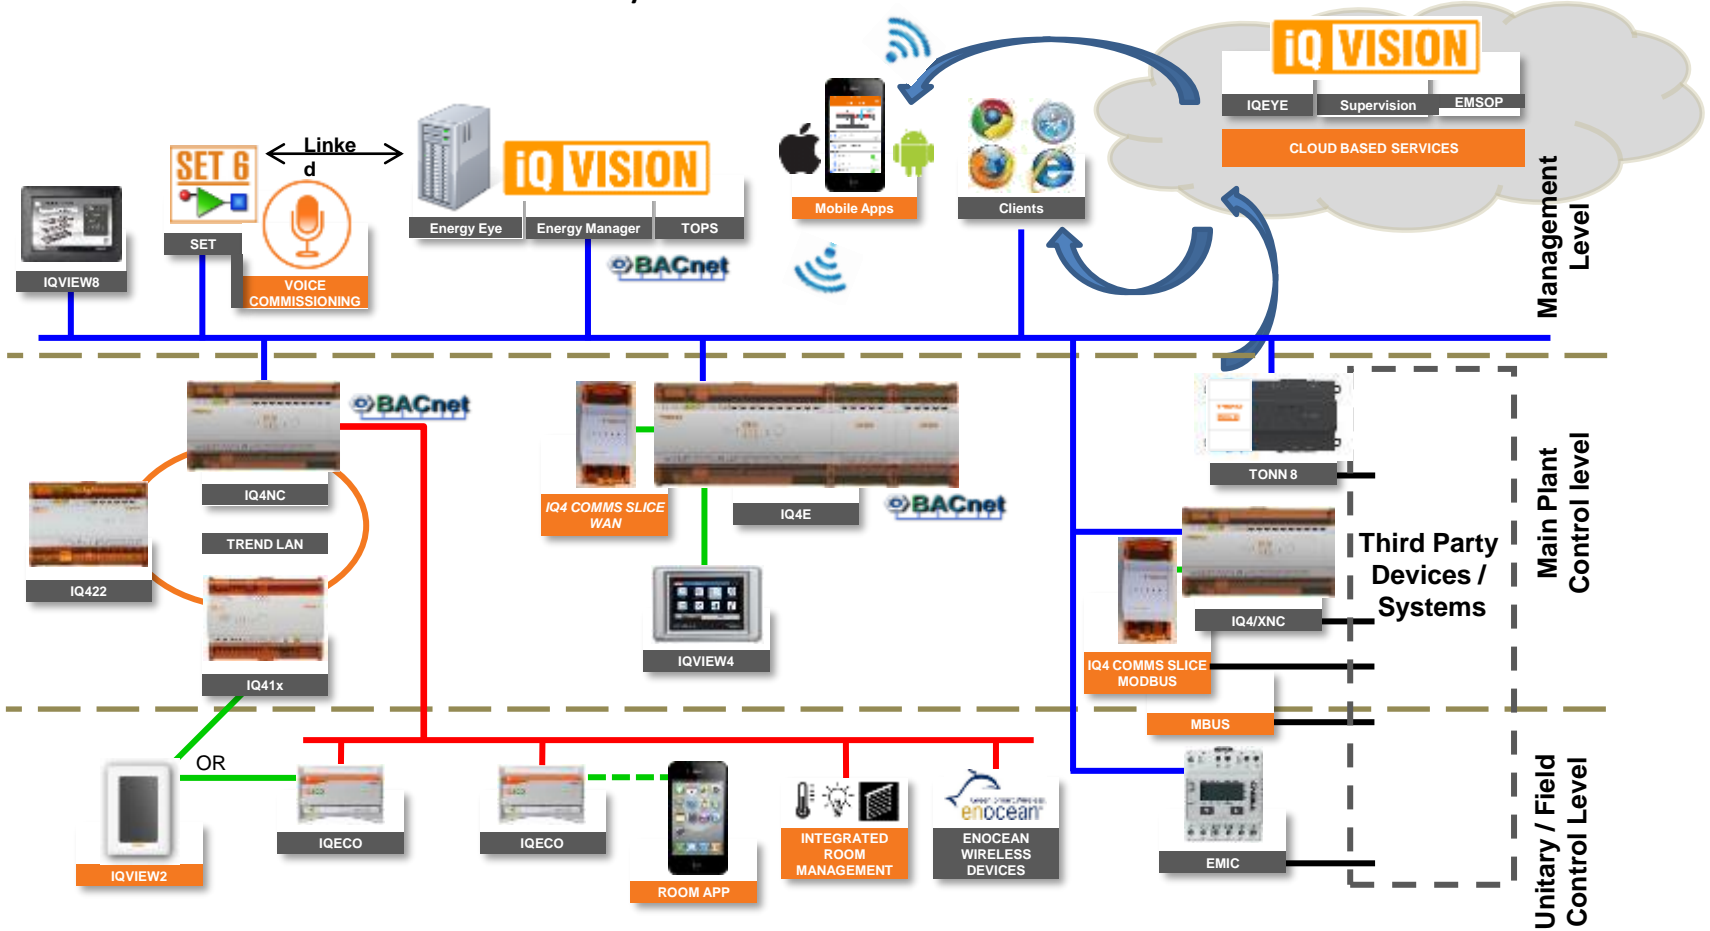 iQ VISION
IQEYE
Supervision
EMSOP
CLOUD BASED SERVICES
SET 6
Linke
d
iQ VISION
Energy Eye
Energy Manager
TOPS
Mobile Apps
Clients
SET
VOICE
COMMISSIONING
IQVIEW8
BACnet
Management
Level
IQ4NC
BACnet
TREND LAN
IQ422
IQ41x
IQ4 COMMS SLICE
WAN
IQ4E
BACnet
IQVIEW4
TONN 8
Third Party
Devices /
Systems
IQ4/XNC
IQ4 COMMS SLICE
MODBUS
MBUS
Main Plant
Control level
OR
IQVIEW2
IQECO
IQECO
ROOM APP
INTEGRATED
ROOM
MANAGEMENT
enocean
ENOCEAN
WIRELESS
DEVICES
EMIC
Unitary / Field
Control Level